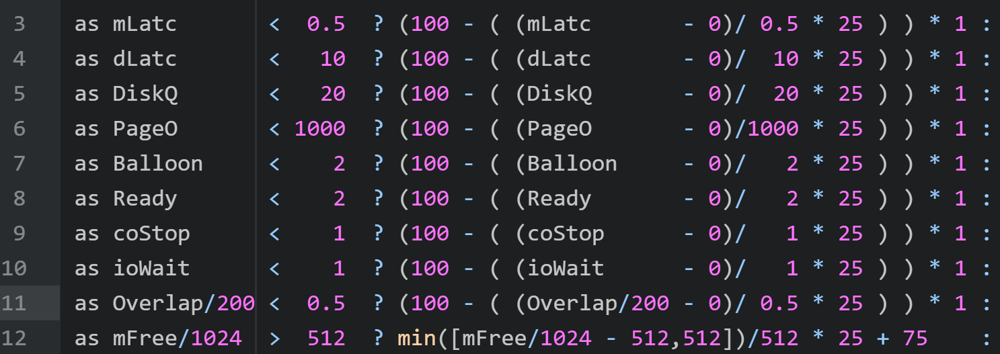 3 as mLatc < 0.5 ? (100 - ( (mLatc - 0)/ 0.5 * 25 ) ) * 1 :
4 as dLatc < 10 ? (100 - ( (dLatc - 0)/ 10 * 25 ) ) * 1 :
5 as DiskQ < 20 ? (100 - ( (DiskQ - 0)/ 20 * 25 ) ) * 1 :
6 as PageO < 1000 ? (100 - ( (PageO - 0)/1000 * 25 ) ) * 1 :
7 as Balloon < 2 ? (100 - ( (Balloon - 0)/ 2 * 25 ) ) * 1 :
8 as Ready < 2 ? (100 - ( (Ready - 0)/ 2 * 25 ) ) * 1 :
9 as coStop < 1 ? (100 - ( (coStop - 0)/ 1 * 25 ) ) * 1 :
10 as ioWait < 1 ? (100 - ( (ioWait - 0)/ 1 * 25 ) ) * 1 :
11 as Overlap/200 < 0.5 ? (100 - ( (Overlap/200 - 0)/ 0.5 * 25 ) ) * 1 :
12 as mFree/1024 > 512 ? min([mFree/1024 - 512,512])/512 * 25 + 75 :